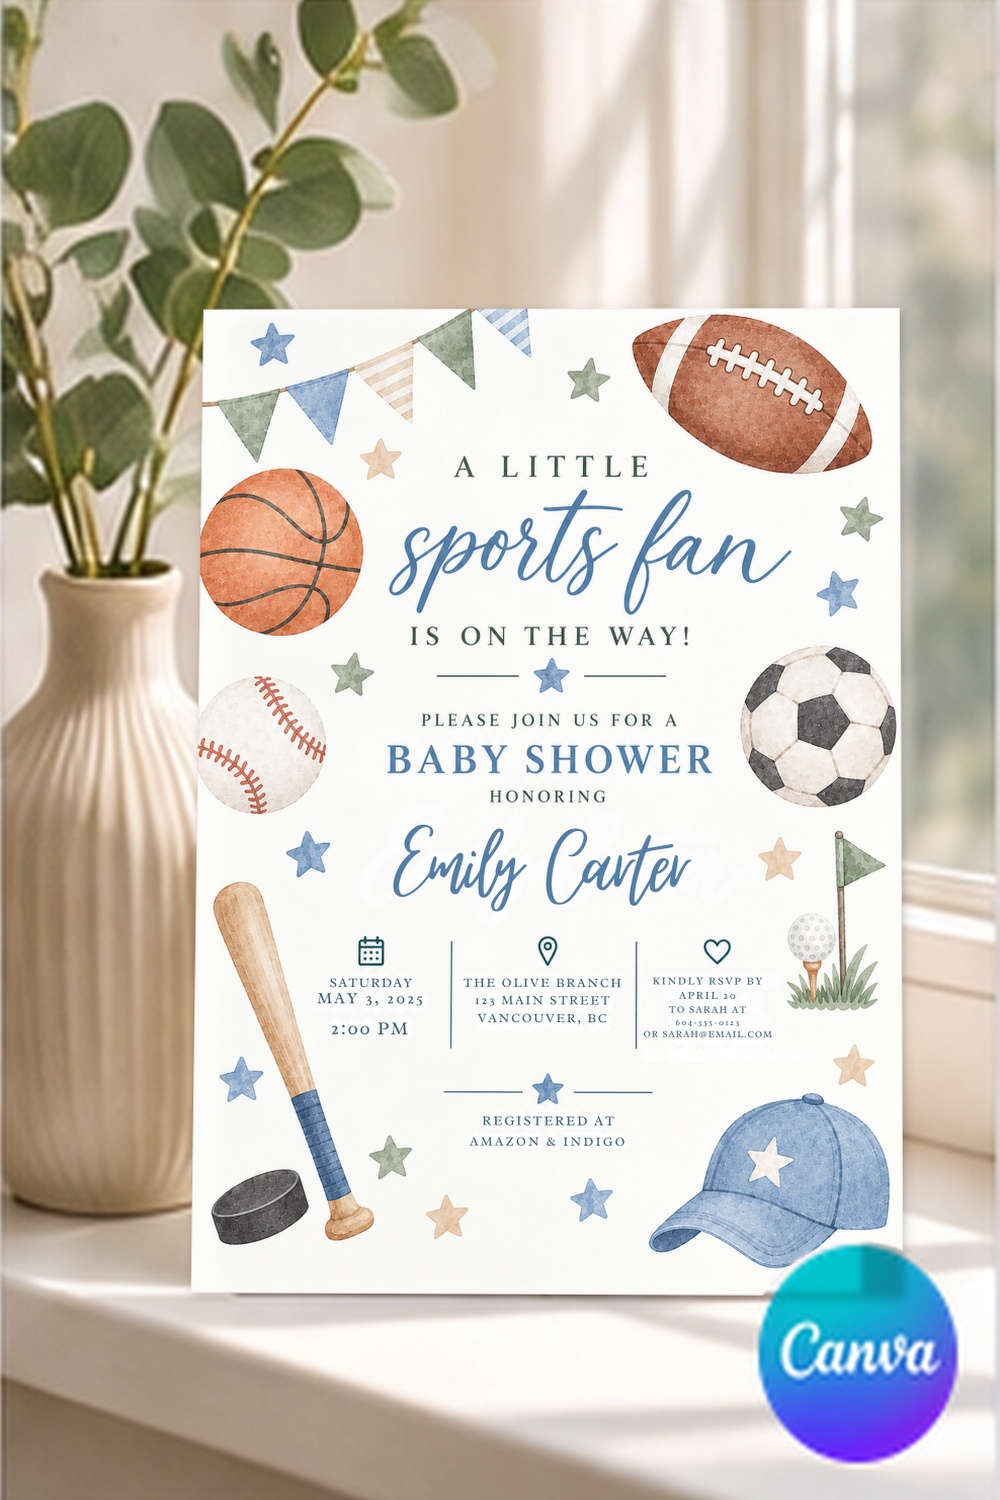 A LITTLE
sports fan
IS ON THE WAY!
PLEASE JOIN US FOR A
BABY SHOWER
HONORING
Emily Carter
SATURDAY
MAY 3, 2025
2:00 PM
THE OLIVE BRANCH
123 MAIN STREET
VANCOUVER, BC
KINDLY RSVP BY
APRIL 20
TO SARAH AT
604-555-0123
OR SARAH@EMAIL.COM
REGISTERED AT
AMAZON & INDIGO
Canva